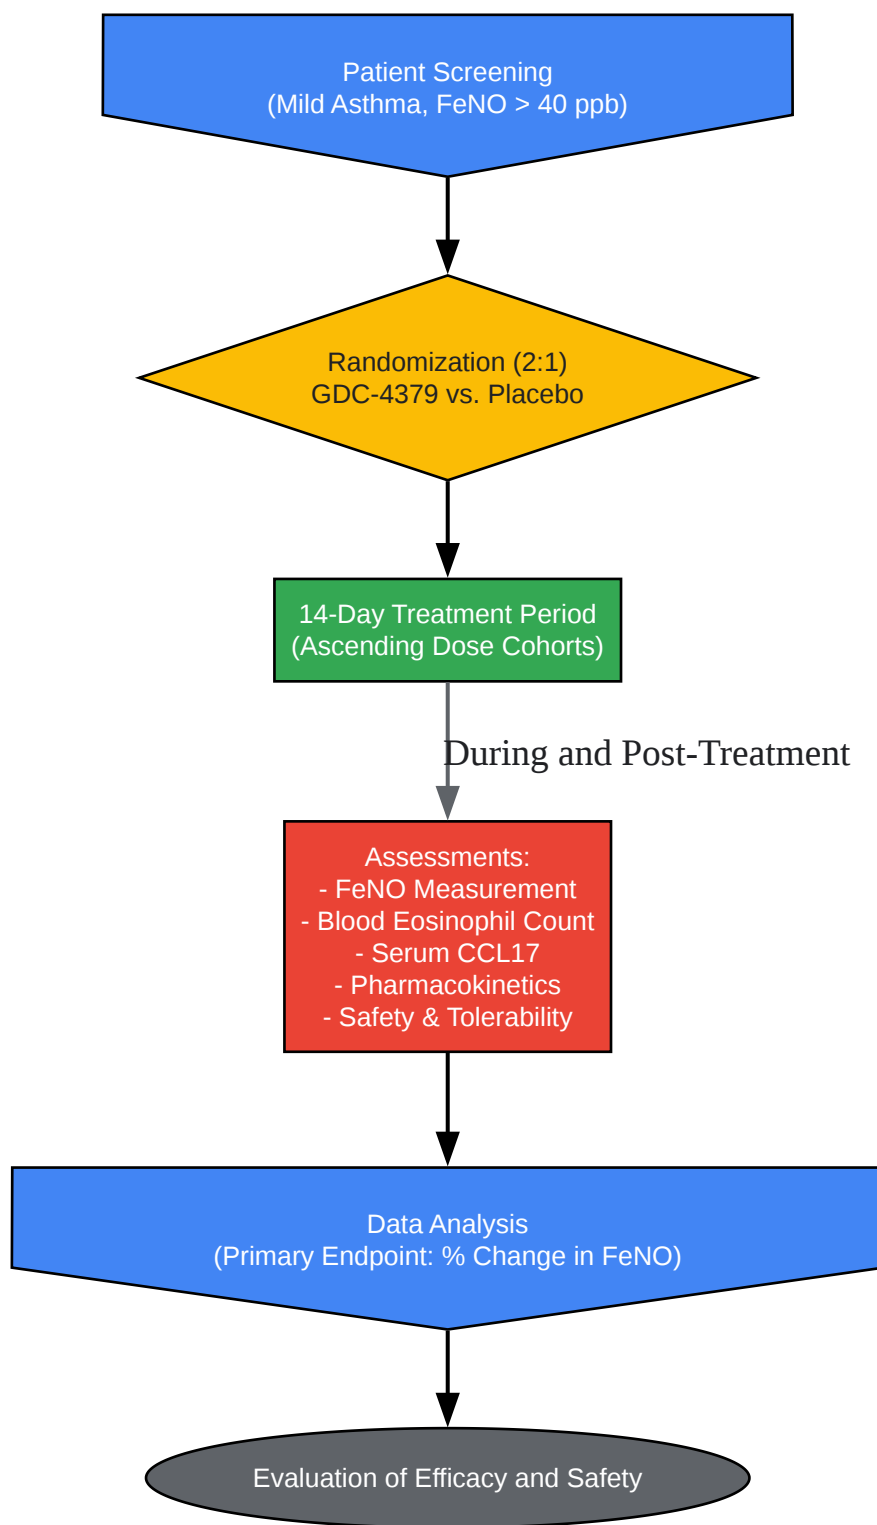 Patient Screening
(Mild Asthma, FeNO > 40 ppb)
Randomization (2:1)
GDC-4379 vs. Placebo
14-Day Treatment Period
(Ascending Dose Cohorts)
During and Post-Treatment
Assessments:
- FeNO Measurement
- Blood Eosinophil Count
- Serum CCL17
- Pharmacokinetics
- Safety & Tolerability
Data Analysis
(Primary Endpoint: % Change in FeNO)
Evaluation of Efficacy and Safety